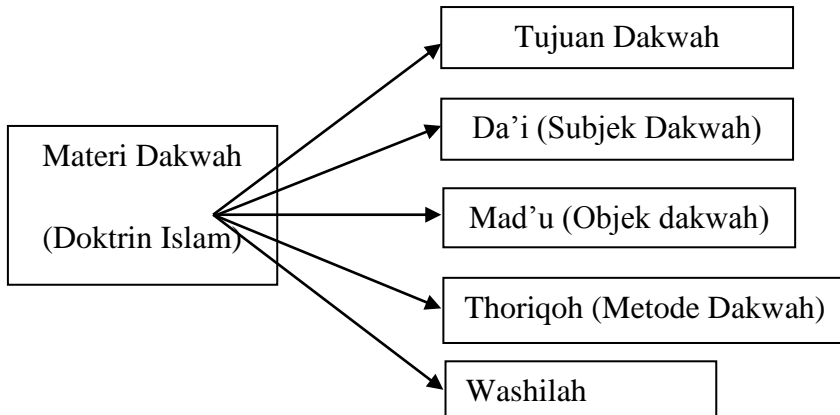 Tujuan Dakwah
Da’i (Subjek Dakwah)
Materi Dakwah
(Doktrin Islam)
Mad’u (Objek dakwah)
Thoriqoh (Metode Dakwah)
Washilah